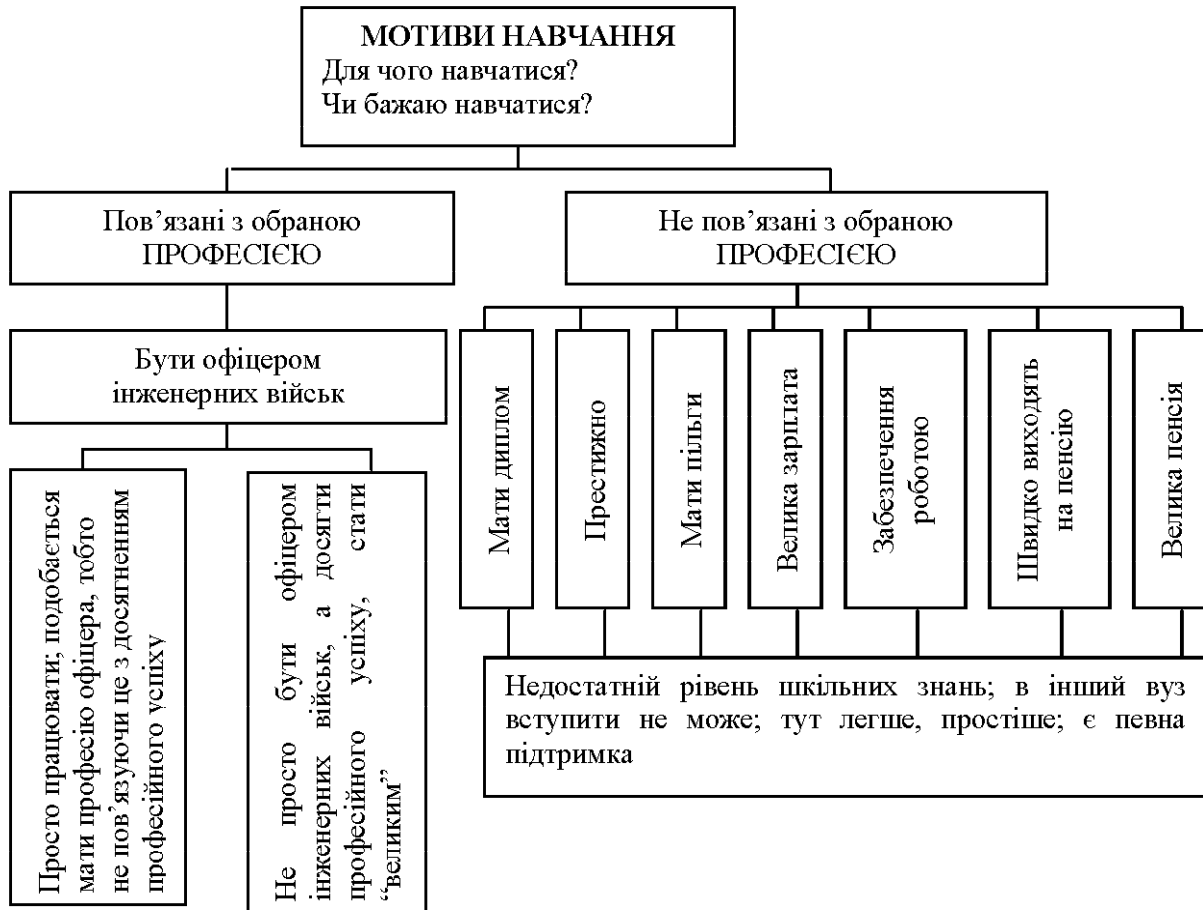 МОТИВИ НАВЧАННЯ
Для чого навчатися?
Чи бажаю навчатися?
Пов’язані з обраною
ПРОФЕСІЄЮ
Не пов’язані з обраною
ПРОФЕСІЄЮ
Бути офіцером
інженерних військ
Просто працювати; подобається
мати професію офіцера, тобто
не пов’язуючи це з досягненням
професійного успіху
Не просто бути офіцером
інженерних військ, а досягти
професійного успіху, стати
“великим”
Мати диплом
Престижно
Мати пільги
Велика зарплата
Забезпечення
роботою
Швидко виходять
на пенсію
Велика пенсія
Недостатній рівень шкільних знань; в інший вуз
вступити не може; тут легше, простіше; є певна
підтримка